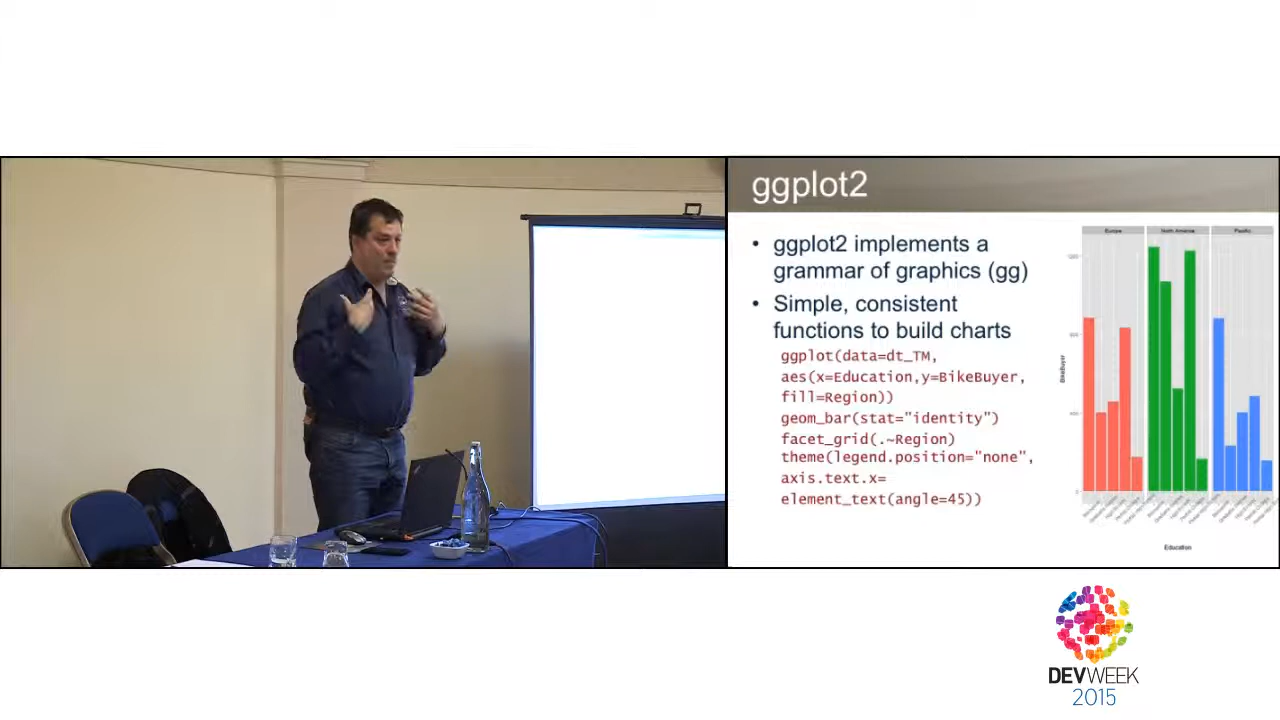 ggplot2
• ggplot2 implements a
grammar of graphics (gg)
• Simple, consistent
functions to build charts
ggplot(data=dt_TM,
aes(x=Education,y=BikeBuyer,
fill=Region))
geom_bar(stat="identity")
facet_grid(.~Region)
theme(legend.position="none",
axis.text.x=
element_text(angle=45))
Europe
North America
Pacific
BikeBuyer
Education
DEVWEEK
2015